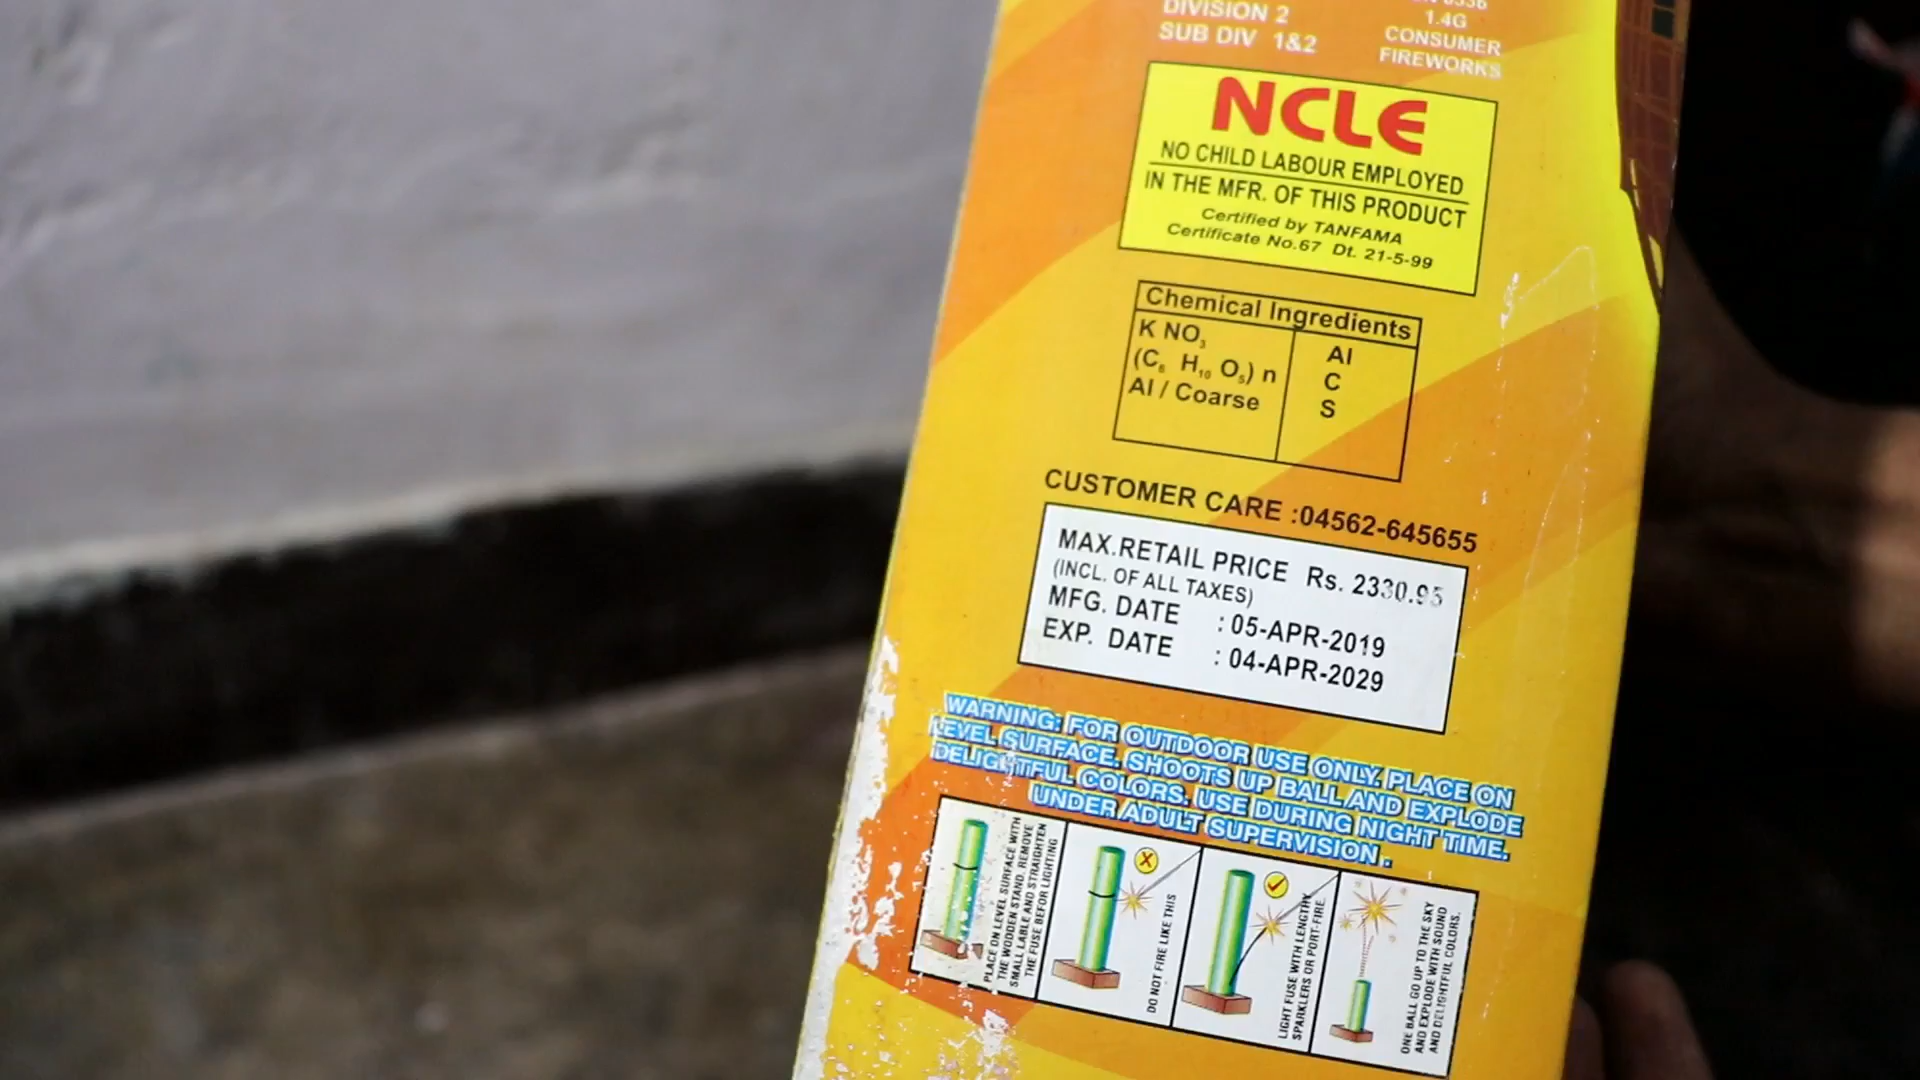 DIVISION 2
SUB DIV 1&2
1.4G
CONSUMER
FIREWORKS
NCLE
NO CHILD LABOUR EMPLOYED
IN THE MFR. OF THIS PRODUCT
Certified by TANFAMA
Certificate No.67 Dt. 21-5-99
Chemical Ingredients
K NO₃
(C₆ H₁₀ O₅) n
Al / Coarse
Al
C
S
CUSTOMER CARE :04562-645655
MAX.RETAIL PRICE Rs. 2330.95
(INCL. OF ALL TAXES)
MFG. DATE : 05-APR-2019
EXP. DATE : 04-APR-2029
WARNING: FOR OUTDOOR USE ONLY. PLACE ON
LEVEL SURFACE. SHOOTS UP BALL AND EXPLODE
DELIGHTFUL COLORS. USE DURING NIGHT TIME.
UNDER ADULT SUPERVISION.
PLACE ON LEVEL SURFACE WITH
THE WOODEN STAND. REMOVE
SMALL LABLE AND STRAIGHTEN
THE FUSE BEFOR LIGHTING
DO NOT FIRE LIKE THIS
LIGHT FUSE WITH LENGTHY
SPARKLERS OR PORT-FIRE.
ONE BALL GO UP TO THE SKY
AND EXPLODE WITH SOUND
AND DELIGHTFUL COLORS.